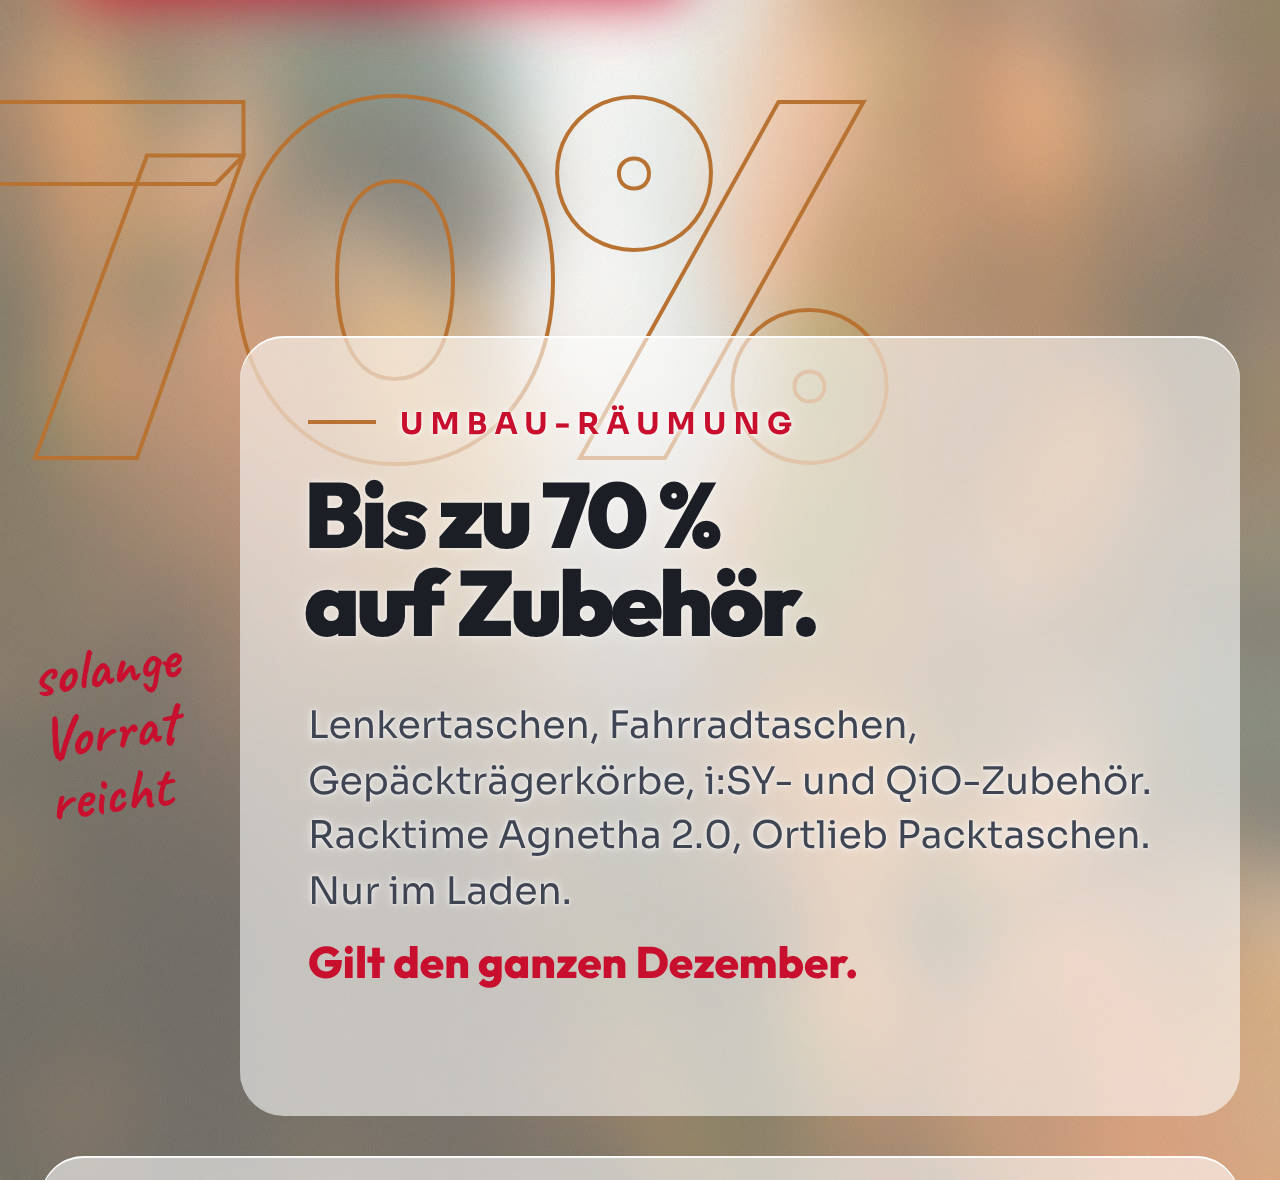 70%
UMBAU-RÄUMUNG
Bis zu 70 %
auf Zubehör.
solange
Vorrat
reicht
Lenkertaschen, Fahrradtaschen,
Gepäckträgerkörbe, i:SY- und QiO-Zubehör.
Racktime Agnetha 2.0, Ortlieb Packtaschen.
Nur im Laden.
Gilt den ganzen Dezember.